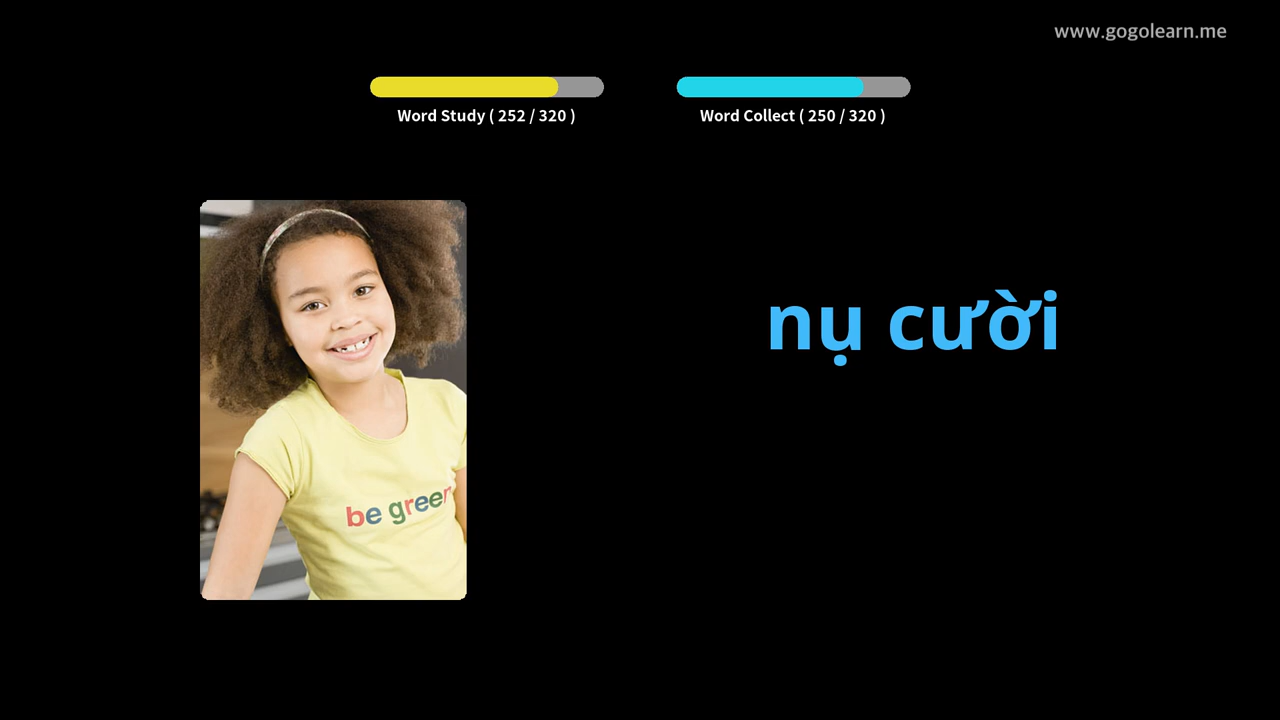 www.gogolearn.me
Word Study ( 252 / 320 )
Word Collect ( 250 / 320 )
nụ cười
be green